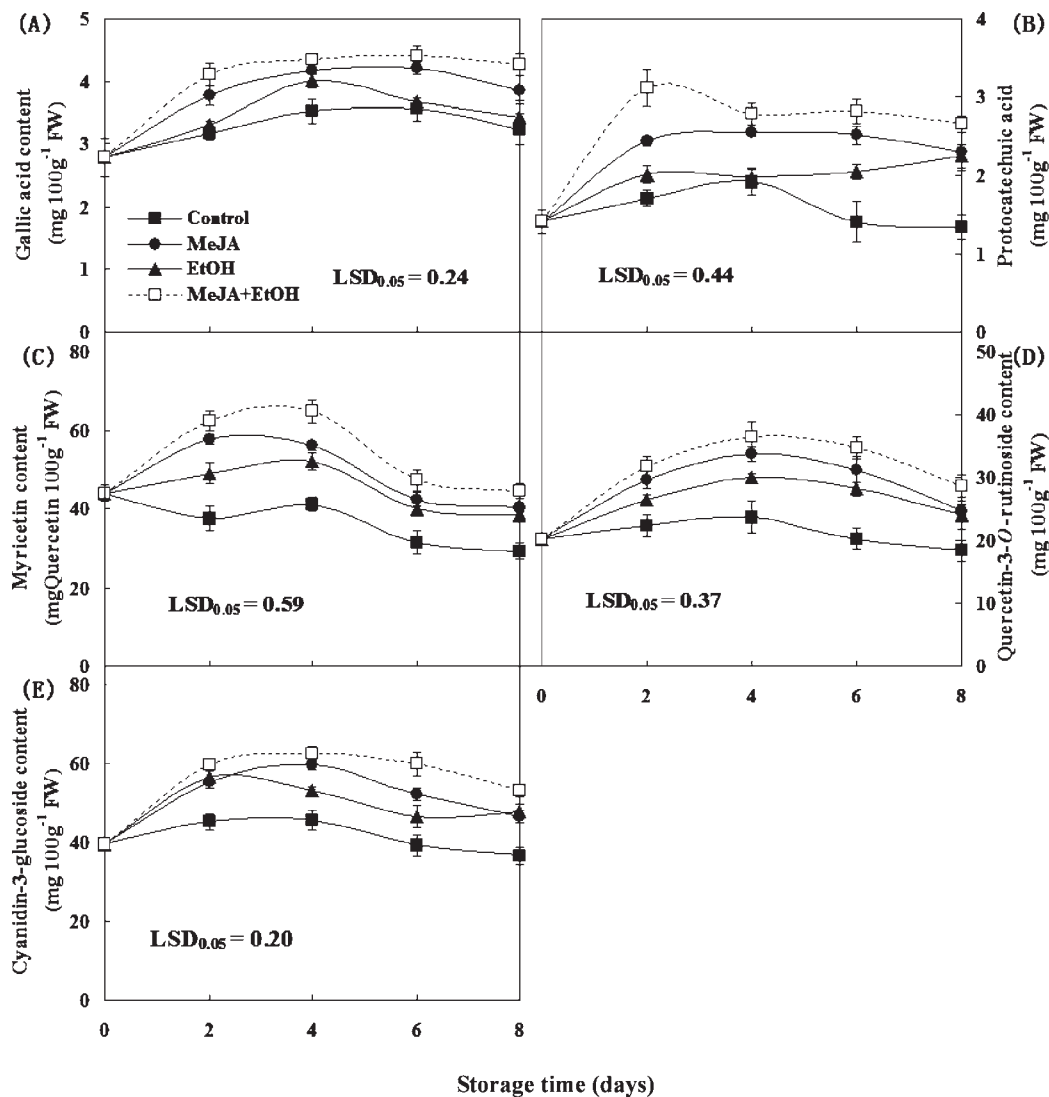 (A)
5
4
3
2
1
0
Gallic acid content
(mg 100g⁻¹ FW)
Control
MeJA
EtOH
MeJA+EtOH
LSD₀.₀₅ = 0.24
(B)
4
3
2
1
0
Protocatechuic acid
(mg 100g⁻¹ FW)
LSD₀.₀₅ = 0.44
(C)
80
60
40
20
0
Myricetin content
(mgQuercetin 100g⁻¹ FW)
LSD₀.₀₅ = 0.59
(D)
50
40
30
20
10
0
Quercetin-3-O-rutinoside content
(mg 100g⁻¹ FW)
LSD₀.₀₅ = 0.37
0 2 4 6 8
(E)
80
60
40
20
0
Cyanidin-3-glucoside content
(mg 100g⁻¹ FW)
LSD₀.₀₅ = 0.20
0 2 4 6 8
Storage time (days)